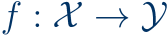 f : 𝒳 → 𝒴